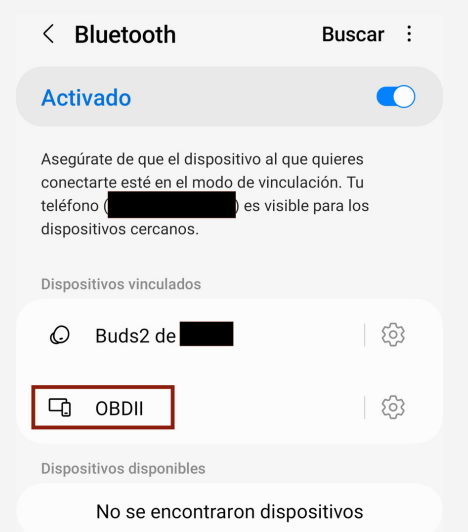 Bluetooth Buscar
Activado
Asegúrate de que el dispositivo al que quieres
conectarte esté en el modo de vinculación. Tu
teléfono ( ) es visible para los
dispositivos cercanos.
Dispositivos vinculados
Buds2 de
OBDII
Dispositivos disponibles
No se encontraron dispositivos